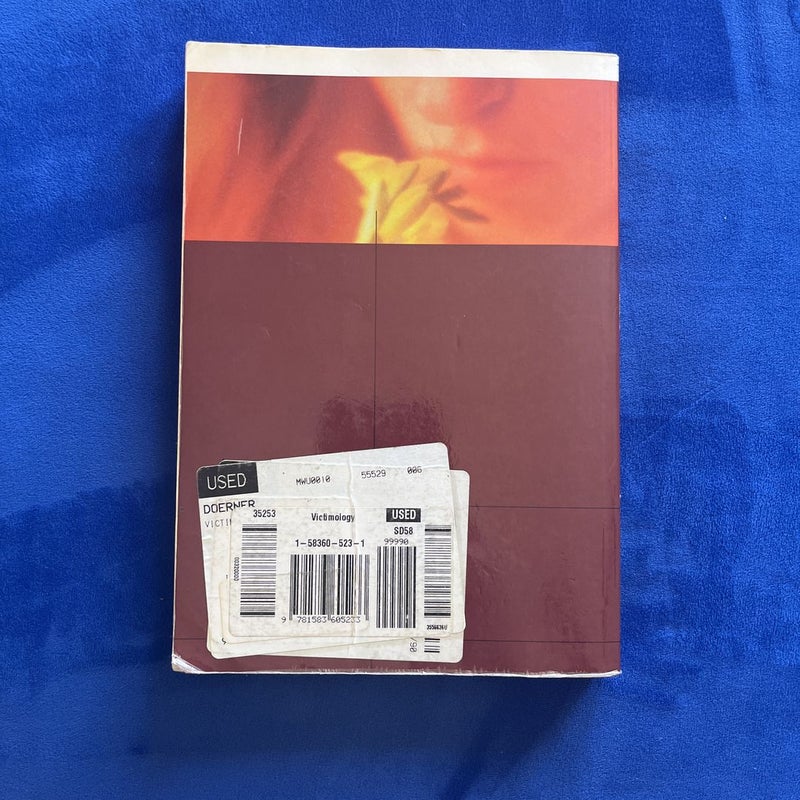 USED
MWU0010 55529 006
DOERNER
35253 Victimology USED
SD58
1-58360-523-1 99990
9 781583 605233